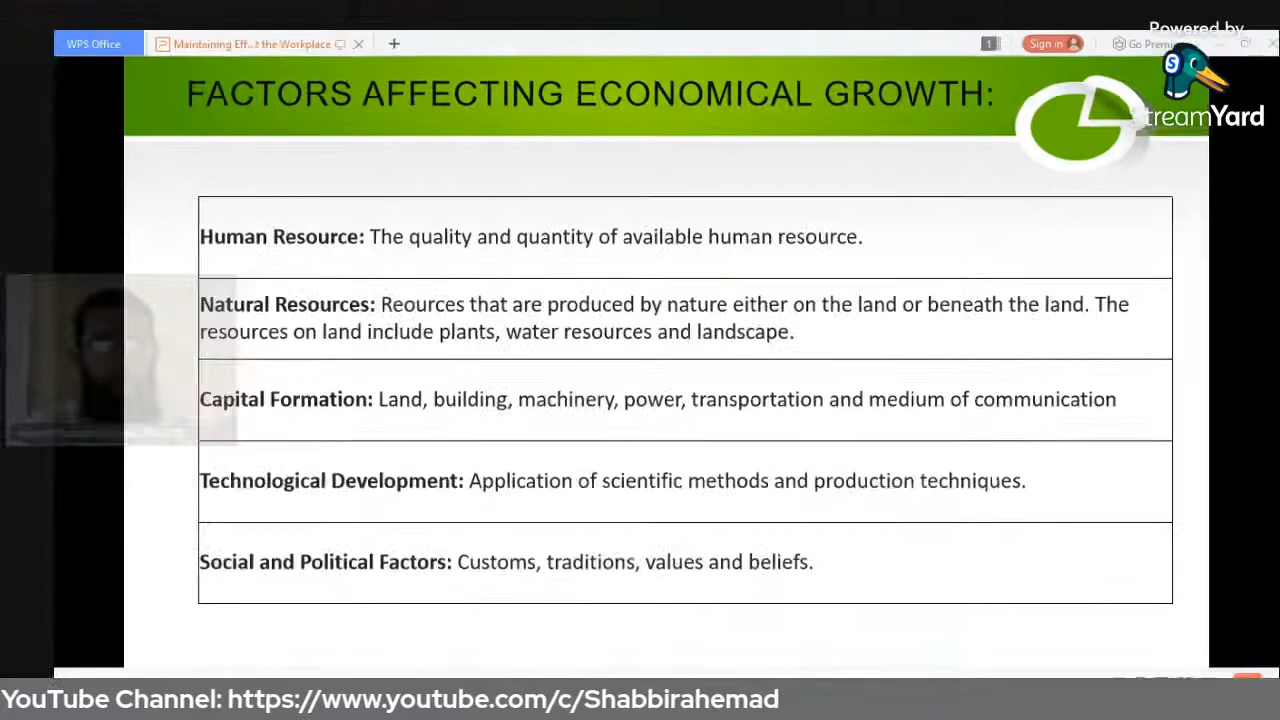 Powered by
WPS Office
Maintaining Eff...t the Workplace
1
Sign in
Go Premi
StreamYard
FACTORS AFFECTING ECONOMICAL GROWTH:
Human Resource: The quality and quantity of available human resource.
Natural Resources: Reources that are produced by nature either on the land or beneath the land. The
resources on land include plants, water resources and landscape.
Capital Formation: Land, building, machinery, power, transportation and medium of communication
Technological Development: Application of scientific methods and production techniques.
Social and Political Factors: Customs, traditions, values and beliefs.
YouTube Channel: https://www.youtube.com/c/Shabbirahemad